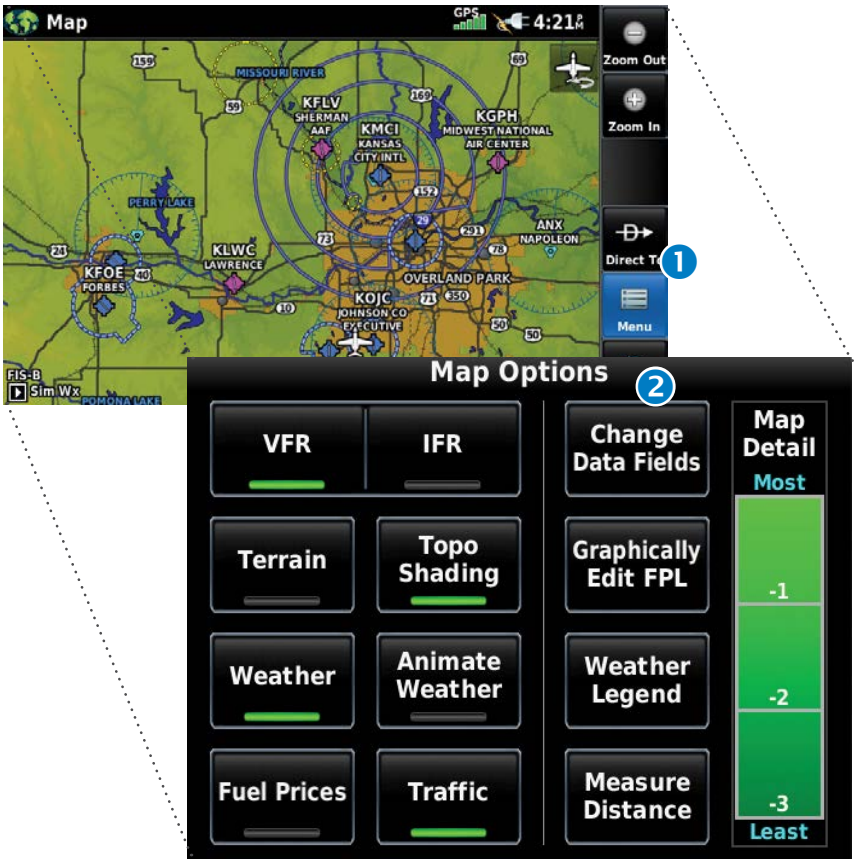 Map
GPS
4:21PM
Zoom Out
Zoom In
Direct To
Menu
159
MISSOURI RIVER
69
59
169
KFLV
SHERMAN
AAF
KMCI
KANSAS
CITY INTL
KGPH
MIDWEST NATIONAL
AIR CENTER
152
PERRY LAKE
29
291
ANX
NAPOLEON
73
78
24
KFOE
FORBES
40
KLWC
LAWRENCE
OVERLAND PARK
10
KOJC
JOHNSON CO
EXECUTIVE
71
350
50
50
FIS-B
Sim Wx
POMONA LAKE
1
2
Map Options
VFR
IFR
Change
Data Fields
Terrain
Topo
Shading
Graphically
Edit FPL
Weather
Animate
Weather
Weather
Legend
Fuel Prices
Traffic
Measure
Distance
Map
Detail
Most
-1
-2
-3
Least